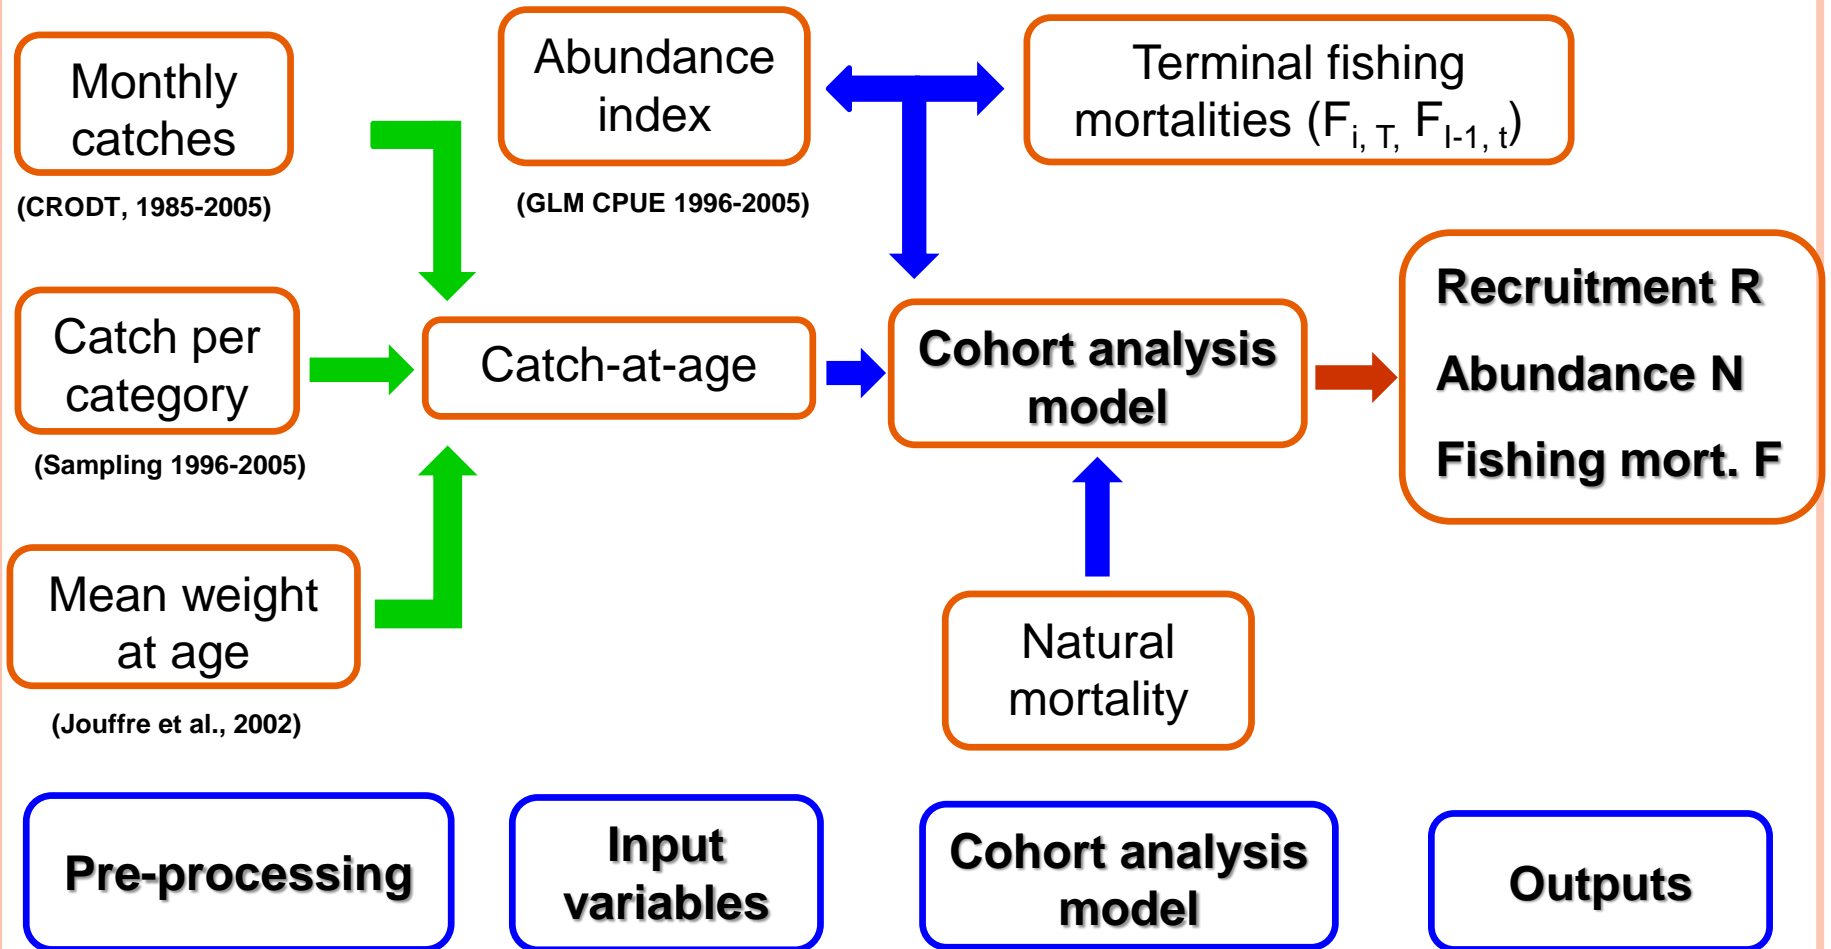 Monthly
catches
(CRODT, 1985-2005)
Abundance
index
(GLM CPUE 1996-2005)
Terminal fishing
mortalities (F i, T, F I-1, t)
Catch per
category
(Sampling 1996-2005)
Catch-at-age
Cohort analysis
model
Recruitment R
Abundance N
Fishing mort. F
Mean weight
at age
(Jouffre et al., 2002)
Natural
mortality
Pre-processing
Input
variables
Cohort analysis
model
Outputs